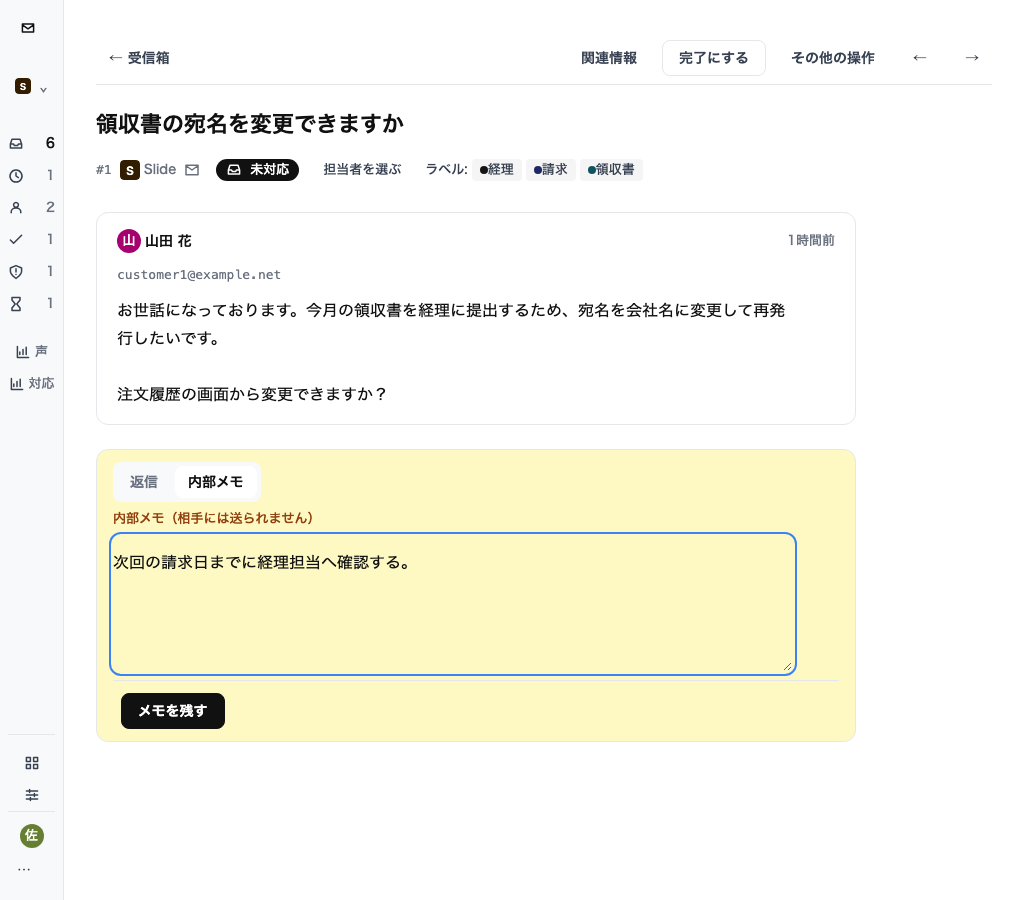 S
6
1
2
1
1
1
声
対応
佐
…
← 受信箱
関連情報
完了にする
その他の操作
←
→
領収書の宛名を変更できますか
#1 S Slide 未対応 担当者を選ぶ ラベル: 経理 請求 領収書
山 山田 花
1時間前
customer1@example.net
お世話になっております。今月の領収書を経理に提出するため、宛名を会社名に変更して再発
行したいです。
注文履歴の画面から変更できますか？
返信 内部メモ
内部メモ（相手には送られません）
次回の請求日までに経理担当へ確認する。
メモを残す